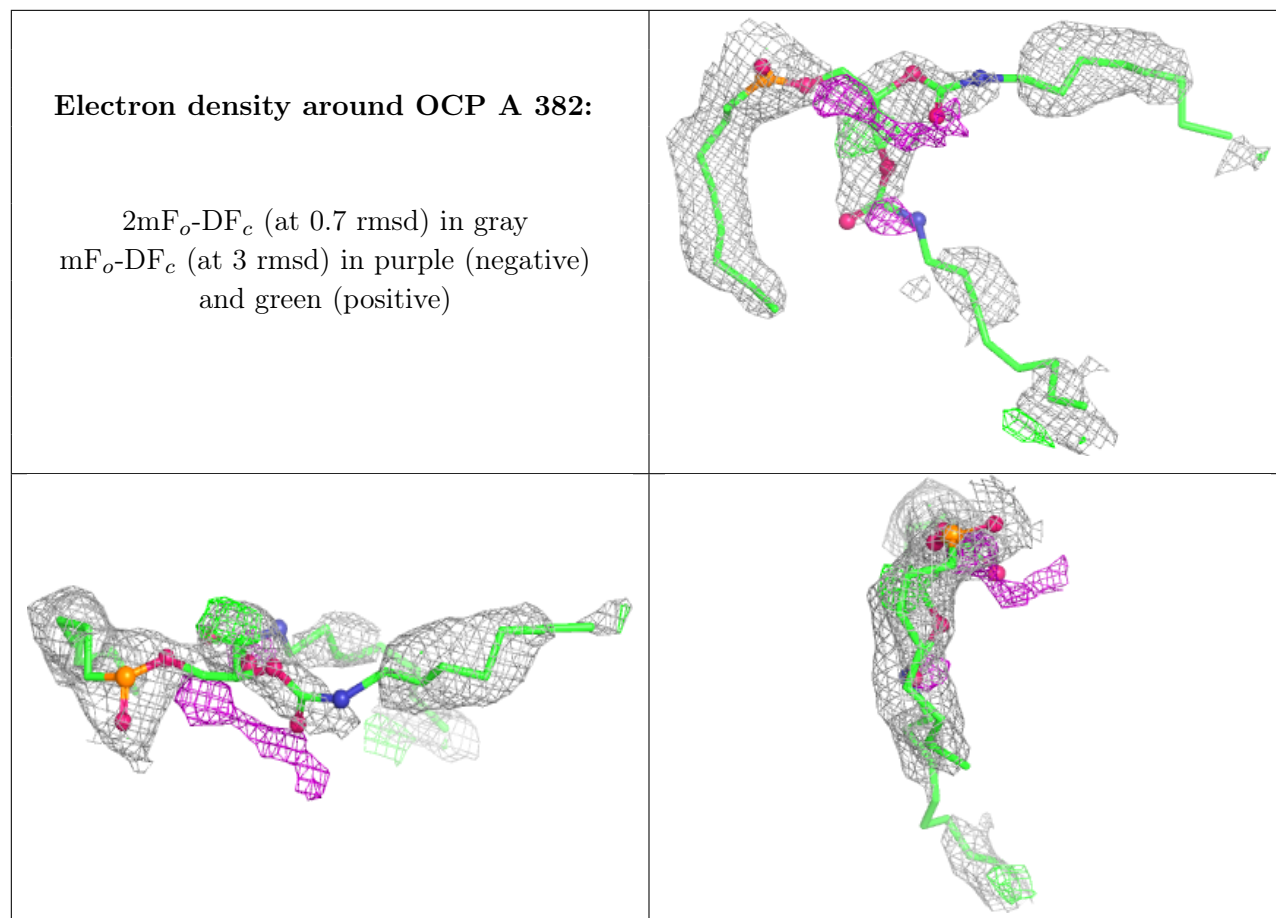 Electron density around OCP A 382:
2mFo-DFc (at 0.7 rmsd) in gray
mFo-DFc (at 3 rmsd) in purple (negative)
and green (positive)